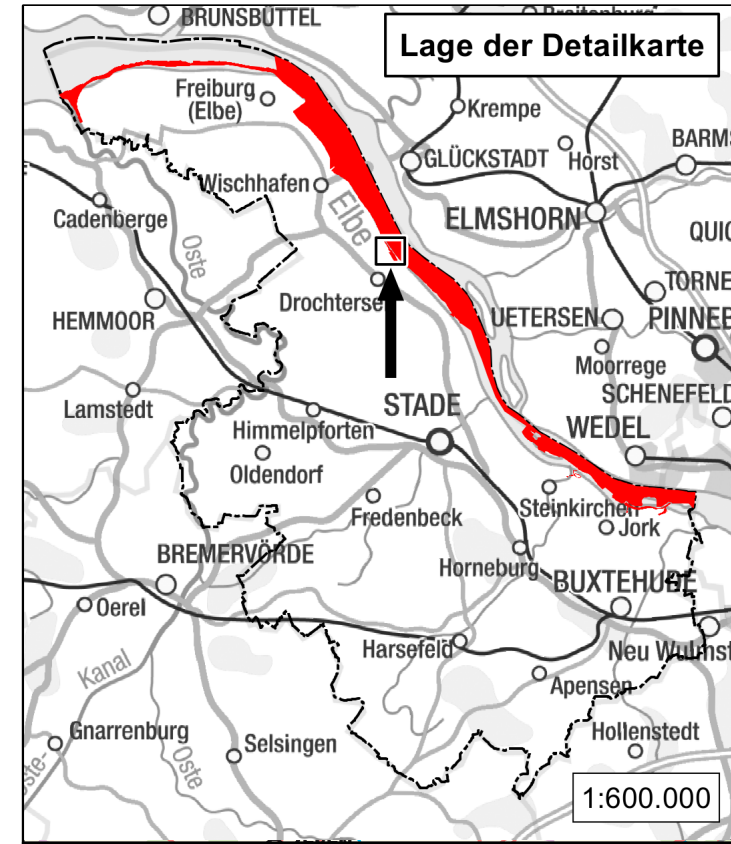 BRUNSBÜTTEL
Lage der Detailkarte
Freiburg
(Elbe)
Krempe
GLÜCKSTADT
Horst
BARMS
Wischhafen
Elbe
ELMSHORN
Cadenberge
Oste
QUIC
Drochterse
TORNE
HEMMOOR
UETERSEN
PINNEB
Moorrege
SCHENEFELD
Lamstedt
STADE
WEDEL
Himmelpforten
Oldendorf
Steinkirchen
Fredenbeck
Jork
BREMERVÖRDE
Horneburg
BUXTEHUDE
Oerel
Harsefeld
Neu Wulmst
Kanal
Apensen
Gnarrenburg
Oste
Selsingen
Hollenstedt
Oste-
1:600.000